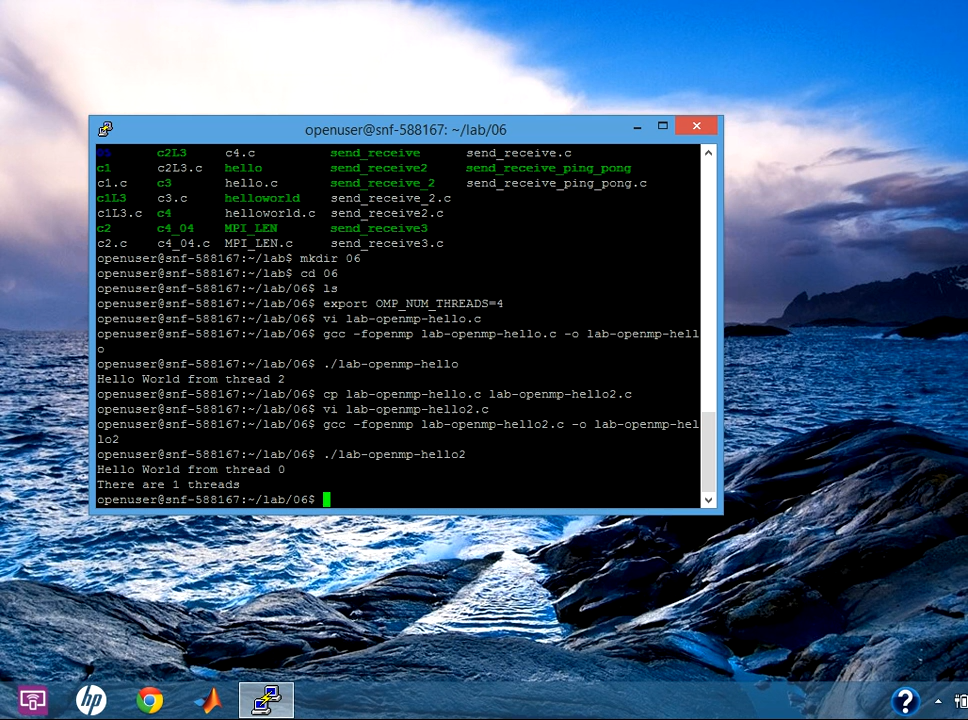 openuser@snf-588167: ~/lab/06
06 c2L3 c4.c send_receive send_receive.c
c1 c2L3.c hello send_receive2 send_receive_ping_pong
c1.c c3 hello.c send_receive_2 send_receive_ping_pong.c
c1L3 c3.c helloworld send_receive_2.c
c1L3.c c4 helloworld.c send_receive2.c
c2 c4_04 MPI_LEN send_receive3
c2.c c4_04.c MPI_LEN.c send_receive3.c
openuser@snf-588167:~/lab$ mkdir 06
openuser@snf-588167:~/lab$ cd 06
openuser@snf-588167:~/lab/06$ ls
openuser@snf-588167:~/lab/06$ export OMP_NUM_THREADS=4
openuser@snf-588167:~/lab/06$ vi lab-openmp-hello.c
openuser@snf-588167:~/lab/06$ gcc -fopenmp lab-openmp-hello.c -o lab-openmp-hell
o
openuser@snf-588167:~/lab/06$ ./lab-openmp-hello
Hello World from thread 2
openuser@snf-588167:~/lab/06$ cp lab-openmp-hello.c lab-openmp-hello2.c
openuser@snf-588167:~/lab/06$ vi lab-openmp-hello2.c
openuser@snf-588167:~/lab/06$ gcc -fopenmp lab-openmp-hello2.c -o lab-openmp-hel
lo2
openuser@snf-588167:~/lab/06$ ./lab-openmp-hello2
Hello World from thread 0
There are 1 threads
openuser@snf-588167:~/lab/06$
hp
?